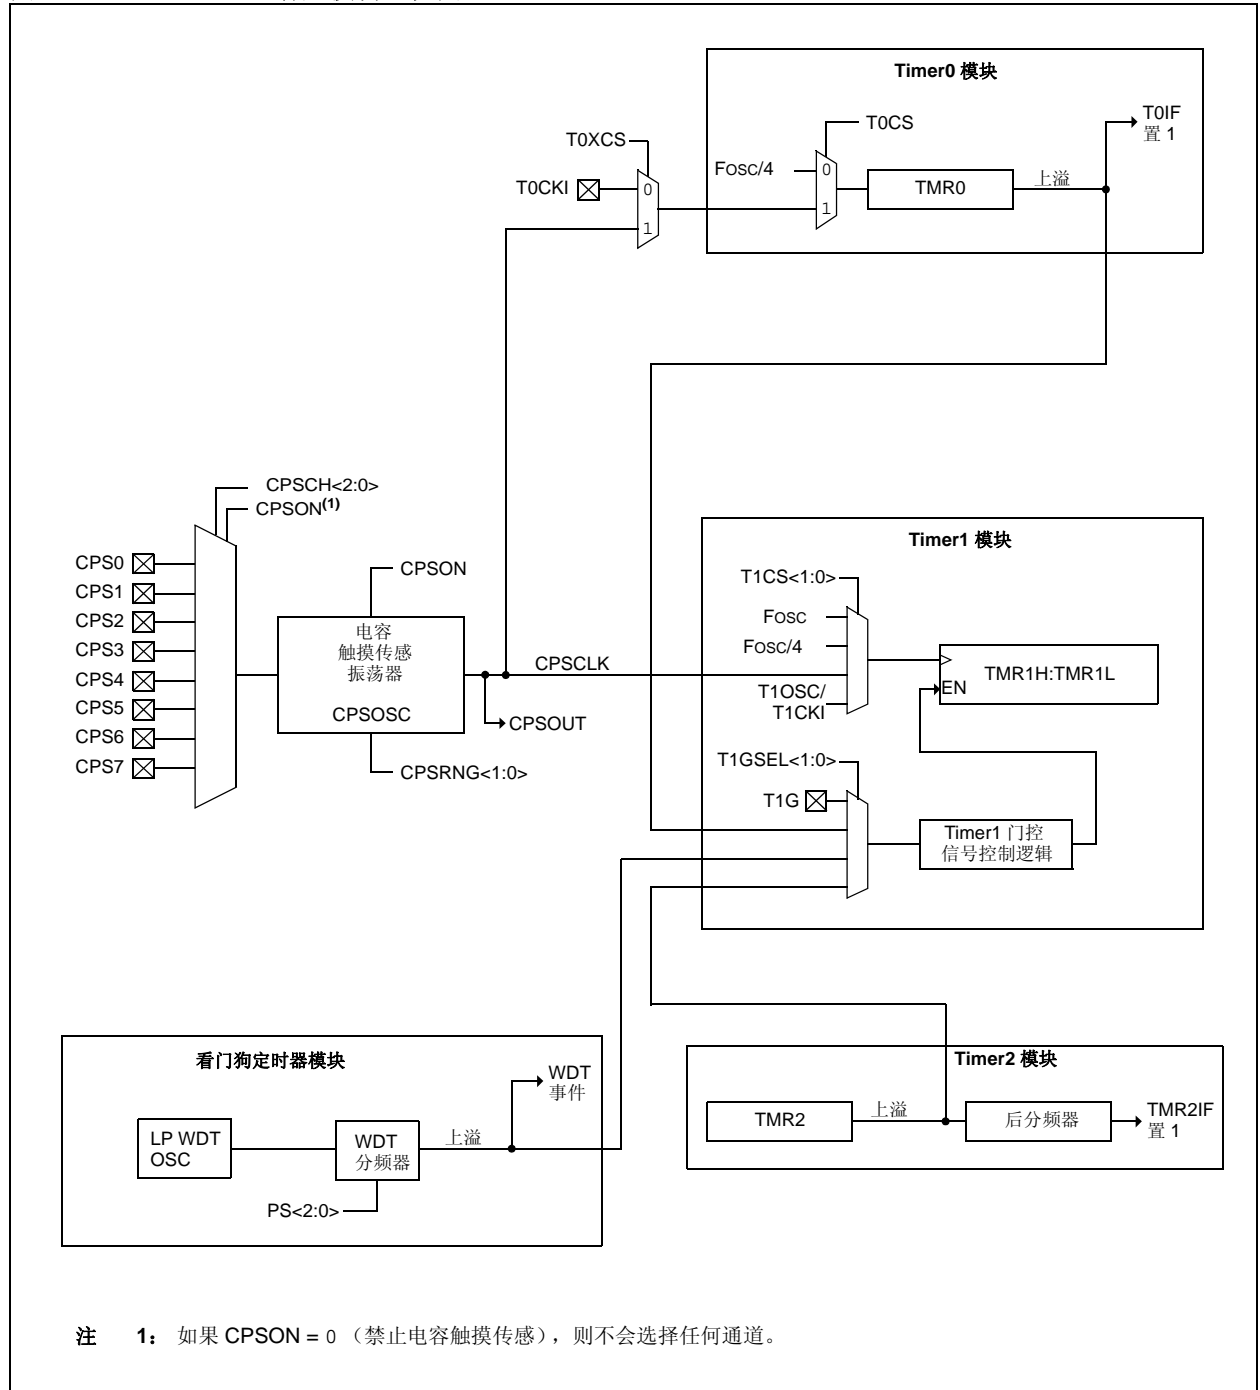 Timer0 模块
T0XCS
T0CS
T0IF
置 1
FOSC/4
0
TMR0
上溢
T0CKI
0
1
1
CPSCH<2:0>
CPSON(1)
CPS0
CPS1
CPS2
CPS3
CPS4
CPS5
CPS6
CPS7
CPSON
电容
触摸传感
振荡器
CPSOSC
CPSCLK
CPSOUT
CPSRNG<1:0>
Timer1 模块
T1CS<1:0>
FOSC
FOSC/4
T1OSC/
T1CKI
TMR1H:TMR1L
EN
T1GSEL<1:0>
T1G
Timer1 门控
信号控制逻辑
看门狗定时器模块
WDT
事件
LP WDT
OSC
WDT
分频器
上溢
PS<2:0>
Timer2 模块
TMR2
上溢
后分频器
TMR2IF
置 1
注 1： 如果 CPSON = 0 （禁止电容触摸传感），则不会选择任何通道。